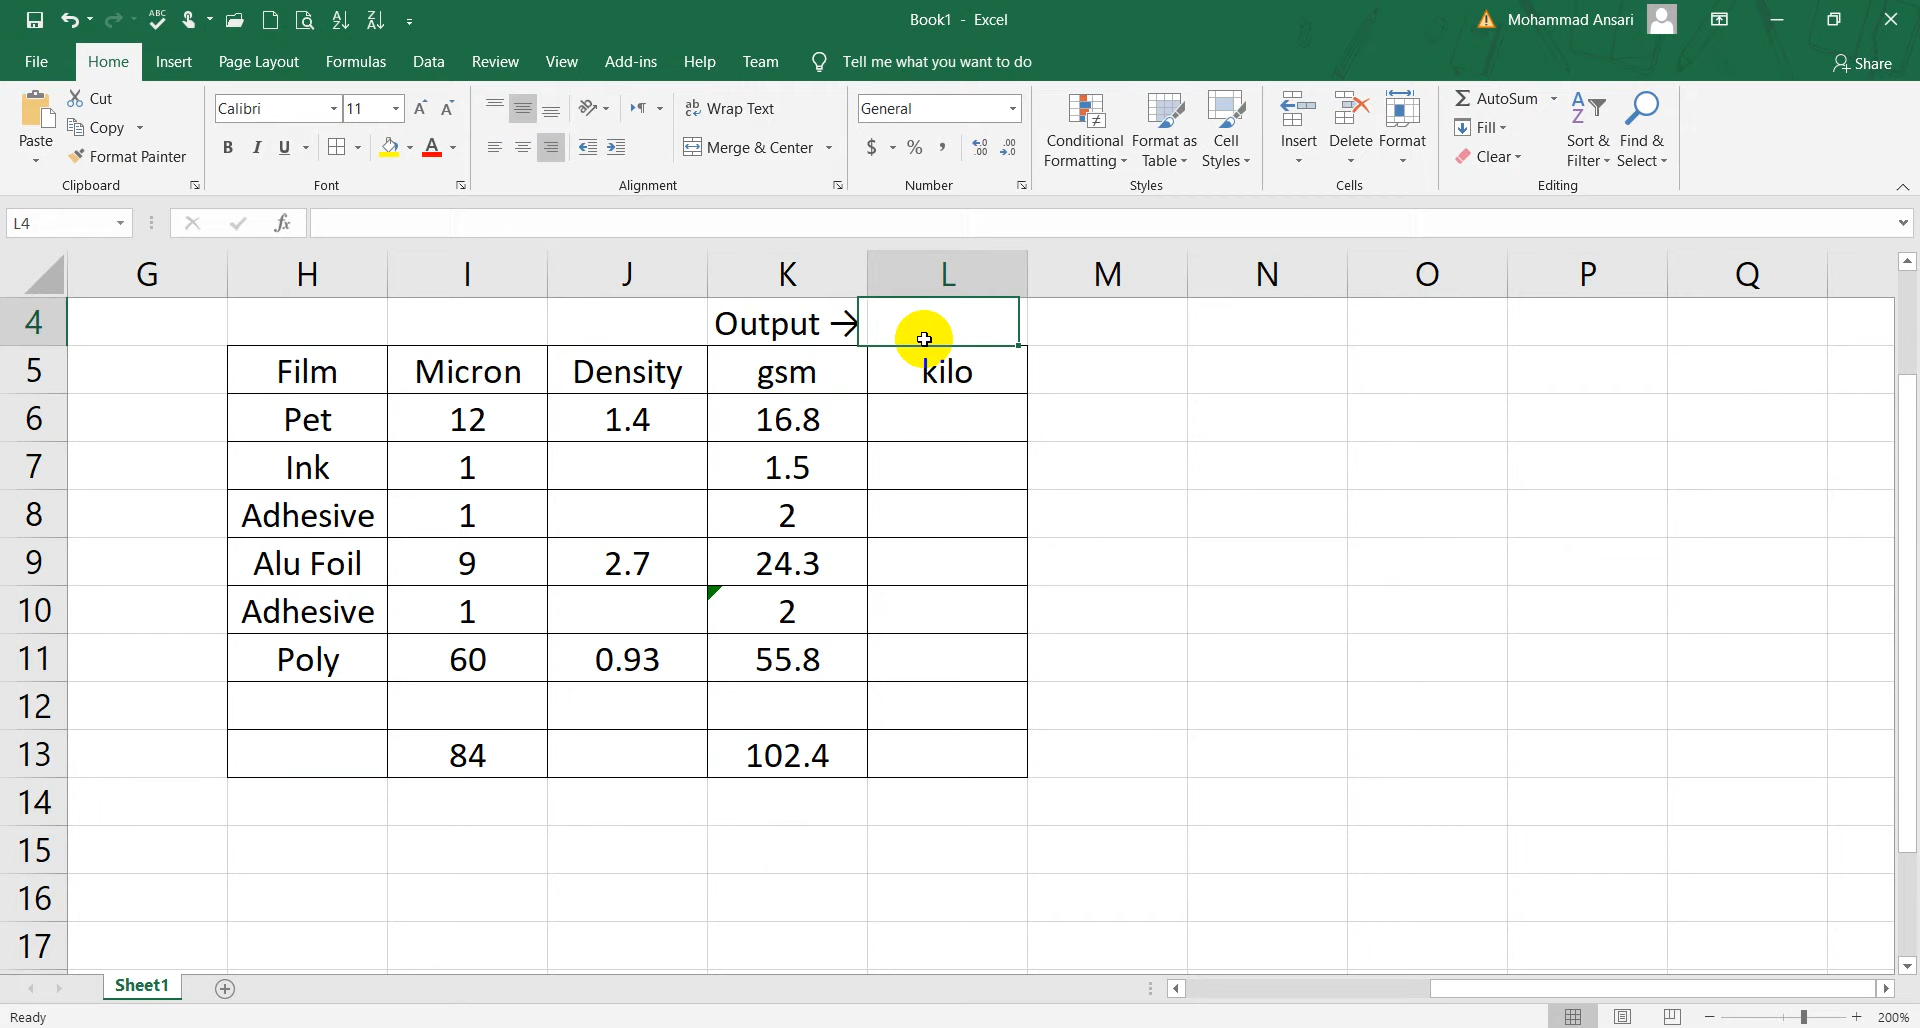 Book1 - Excel
Mohammad Ansari
File Home Insert Page Layout Formulas Data Review View Add-ins Help Team Tell me what you want to do
Share
Paste
Cut
Copy
Format Painter
Clipboard
Calibri 11
B I U
Font
Wrap Text
Merge & Center
Alignment
General
$ % ,
Number
Conditional Formatting
Format as Table
Cell Styles
Styles
Insert Delete Format
Cells
AutoSum
Fill
Clear
Sort & Filter
Find & Select
Editing
L4
fx
G H I J K L M N O P Q
4 Output →
5 Film Micron Density gsm kilo
6 Pet 12 1.4 16.8
7 Ink 1 1.5
8 Adhesive 1 2
9 Alu Foil 9 2.7 24.3
10 Adhesive 1 2
11 Poly 60 0.93 55.8
12
13 84 102.4
14
15
16
17
Sheet1
Ready
200%